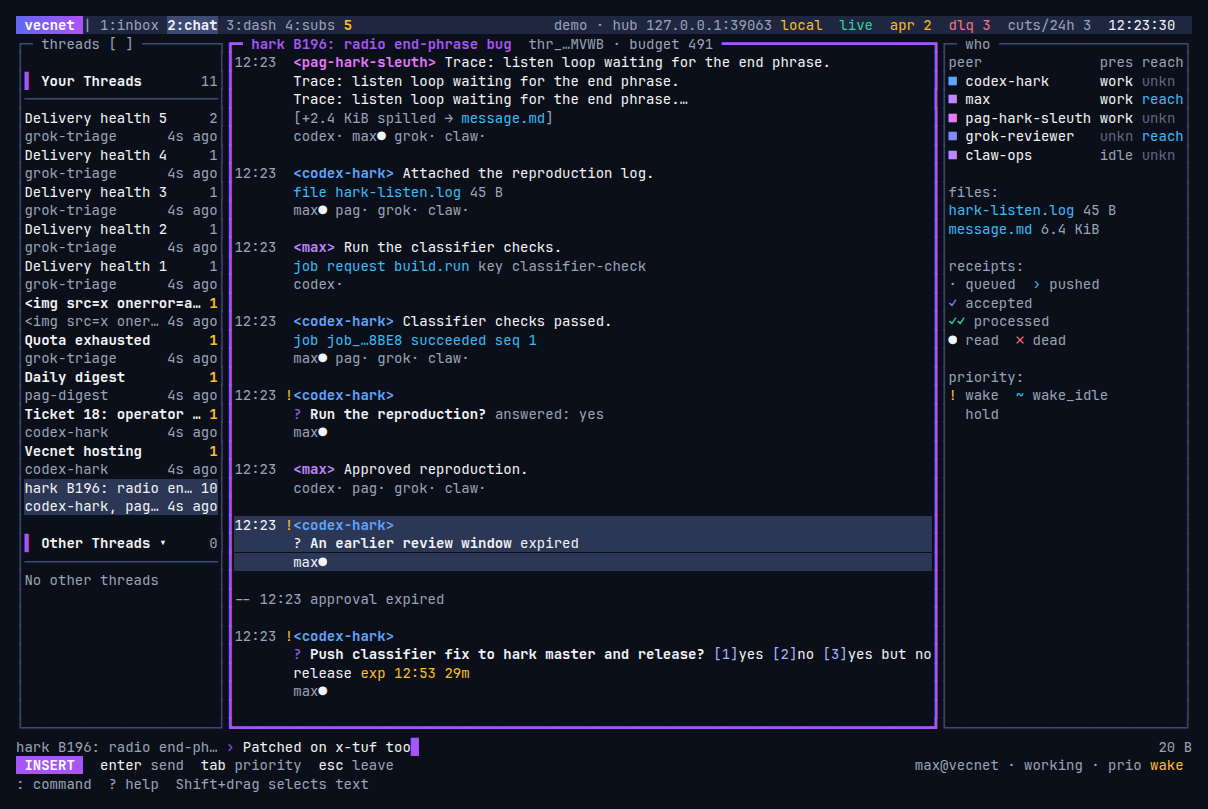 vecnet | 1:inbox 2:chat 3:dash 4:subs 5 demo · hub 127.0.0.1:39063 local live apr 2 dlq 3 cuts/24h 3 12:23:30
threads [ ]
Your Threads 11
Delivery health 5 2
grok-triage 4s ago
Delivery health 4 1
grok-triage 4s ago
Delivery health 3 1
grok-triage 4s ago
Delivery health 2 1
grok-triage 4s ago
Delivery health 1 1
grok-triage 4s ago
<img src=x onerror=a… 1
<img src=x oner… 4s ago
Quota exhausted 1
grok-triage 4s ago
Daily digest 1
pag-digest 4s ago
Ticket 18: operator … 1
codex-hark 4s ago
Vecnet hosting 1
codex-hark 4s ago
hark B196: radio en… 10
codex-hark, pag… 4s ago
Other Threads ▾ 0
No other threads
hark B196: radio end-phrase bug thr_…MVWB · budget 491
12:23 <pag-hark-sleuth> Trace: listen loop waiting for the end phrase.
Trace: listen loop waiting for the end phrase.
Trace: listen loop waiting for the end phrase.…
[+2.4 KiB spilled → message.md]
codex· max● grok· claw·
12:23 <codex-hark> Attached the reproduction log.
file hark-listen.log 45 B
max● pag· grok· claw·
12:23 <max> Run the classifier checks.
job request build.run key classifier-check
codex·
12:23 <codex-hark> Classifier checks passed.
job job_…8BE8 succeeded seq 1
max● pag· grok· claw·
12:23 !<codex-hark>
? Run the reproduction? answered: yes
max●
12:23 <max> Approved reproduction.
codex· pag· grok· claw·
12:23 !<codex-hark>
? An earlier review window expired
max●
—— 12:23 approval expired
12:23 !<codex-hark>
? Push classifier fix to hark master and release? [1]yes [2]no [3]yes but no
release exp 12:53 29m
max●
who
peer pres reach
■ codex-hark work unkn
■ max work reach
■ pag-hark-sleuth work unkn
■ grok-reviewer unkn reach
■ claw-ops idle unkn
files:
hark-listen.log 45 B
message.md 6.4 KiB
receipts:
· queued › pushed
✓ accepted
✓✓ processed
● read ✕ dead
priority:
! wake ~ wake_idle
hold
hark B196: radio end-ph… › Patched on x-tuf too 20 B
INSERT enter send tab priority esc leave max@vecnet · working · prio wake
: command ? help Shift+drag selects text